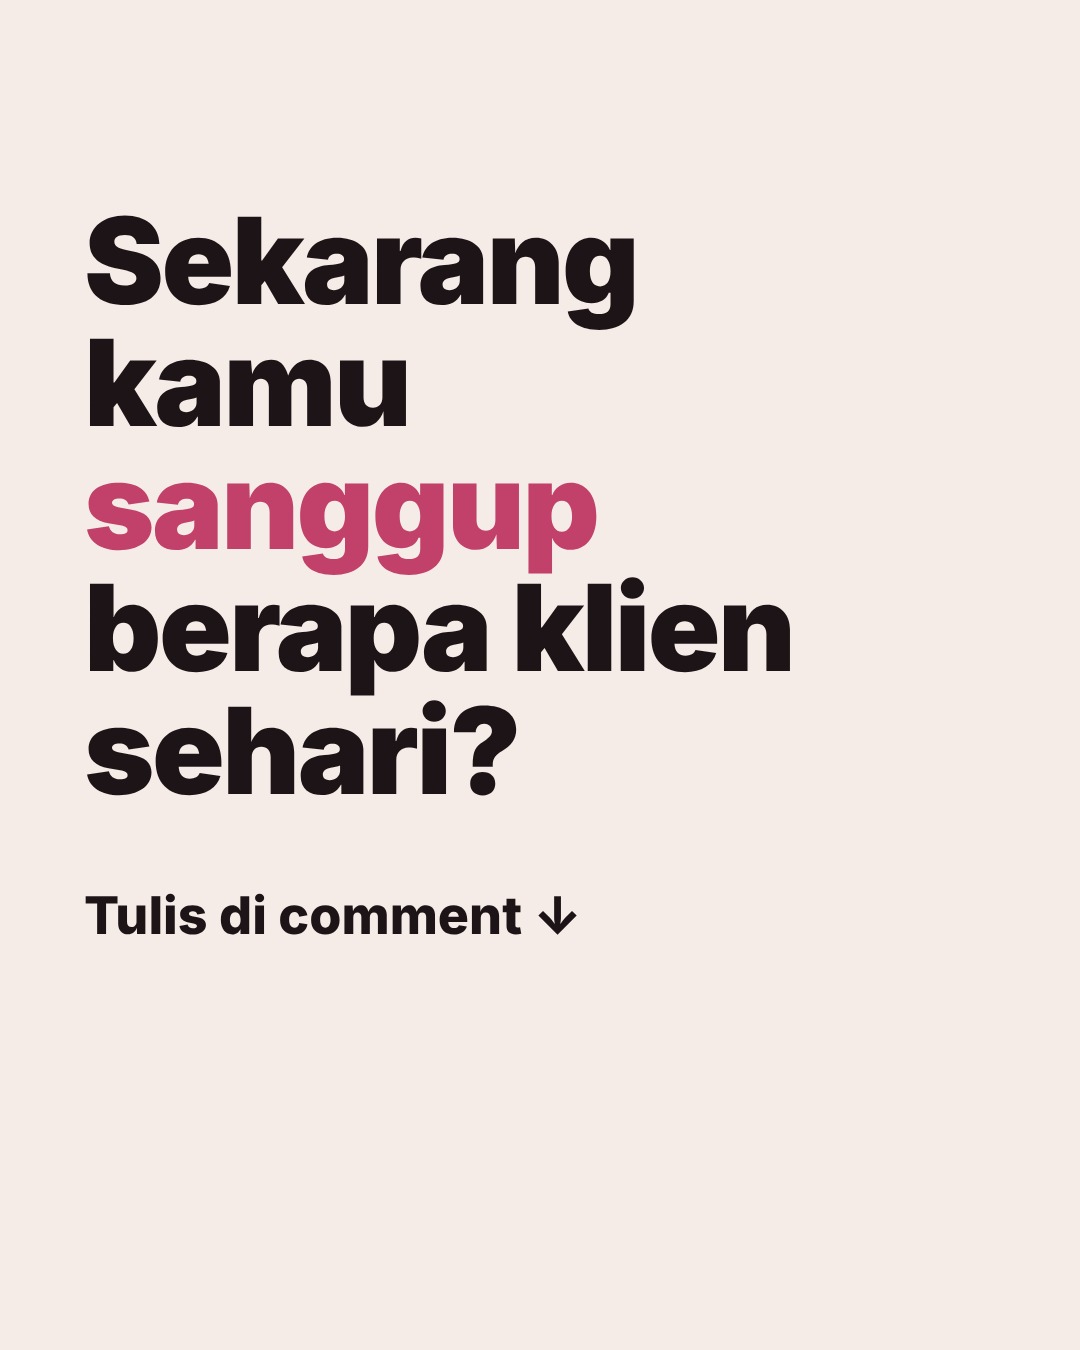 Sekarang
kamu
sanggup
berapa klien
sehari?
Tulis di comment ↓